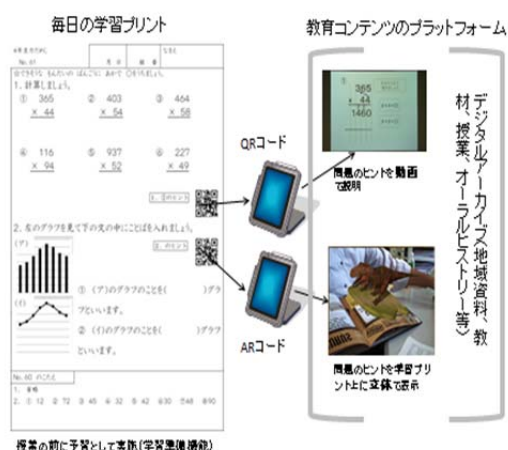 毎日の学習プリント
教育コンテンツのプラットフォーム
No. 61
1. 計算しましょう。
① 365 ② 403 ③ 464
× 44 × 54 × 58
④ 116 ⑤ 937 ⑥ 227
× 94 × 52 × 49
2. 右のグラフを見て下の文の中にことばを入れましょう。
(ア)
① (ア)のグラフのことを( )グラ
フといいます。
(イ)
② (イ)のグラフのことを( )グラフ
といいます。
No. 60 のこたえ
授業の前に予習として実施(学習準備機能)
QRコード
ARコード
365
44
1460
問題のヒントを動画
で説明
問題のヒントを学習プリ
ント上に立体で表示
デジタルアーカイブ(地域資料、教
材、授業、オーラルヒストリー等)